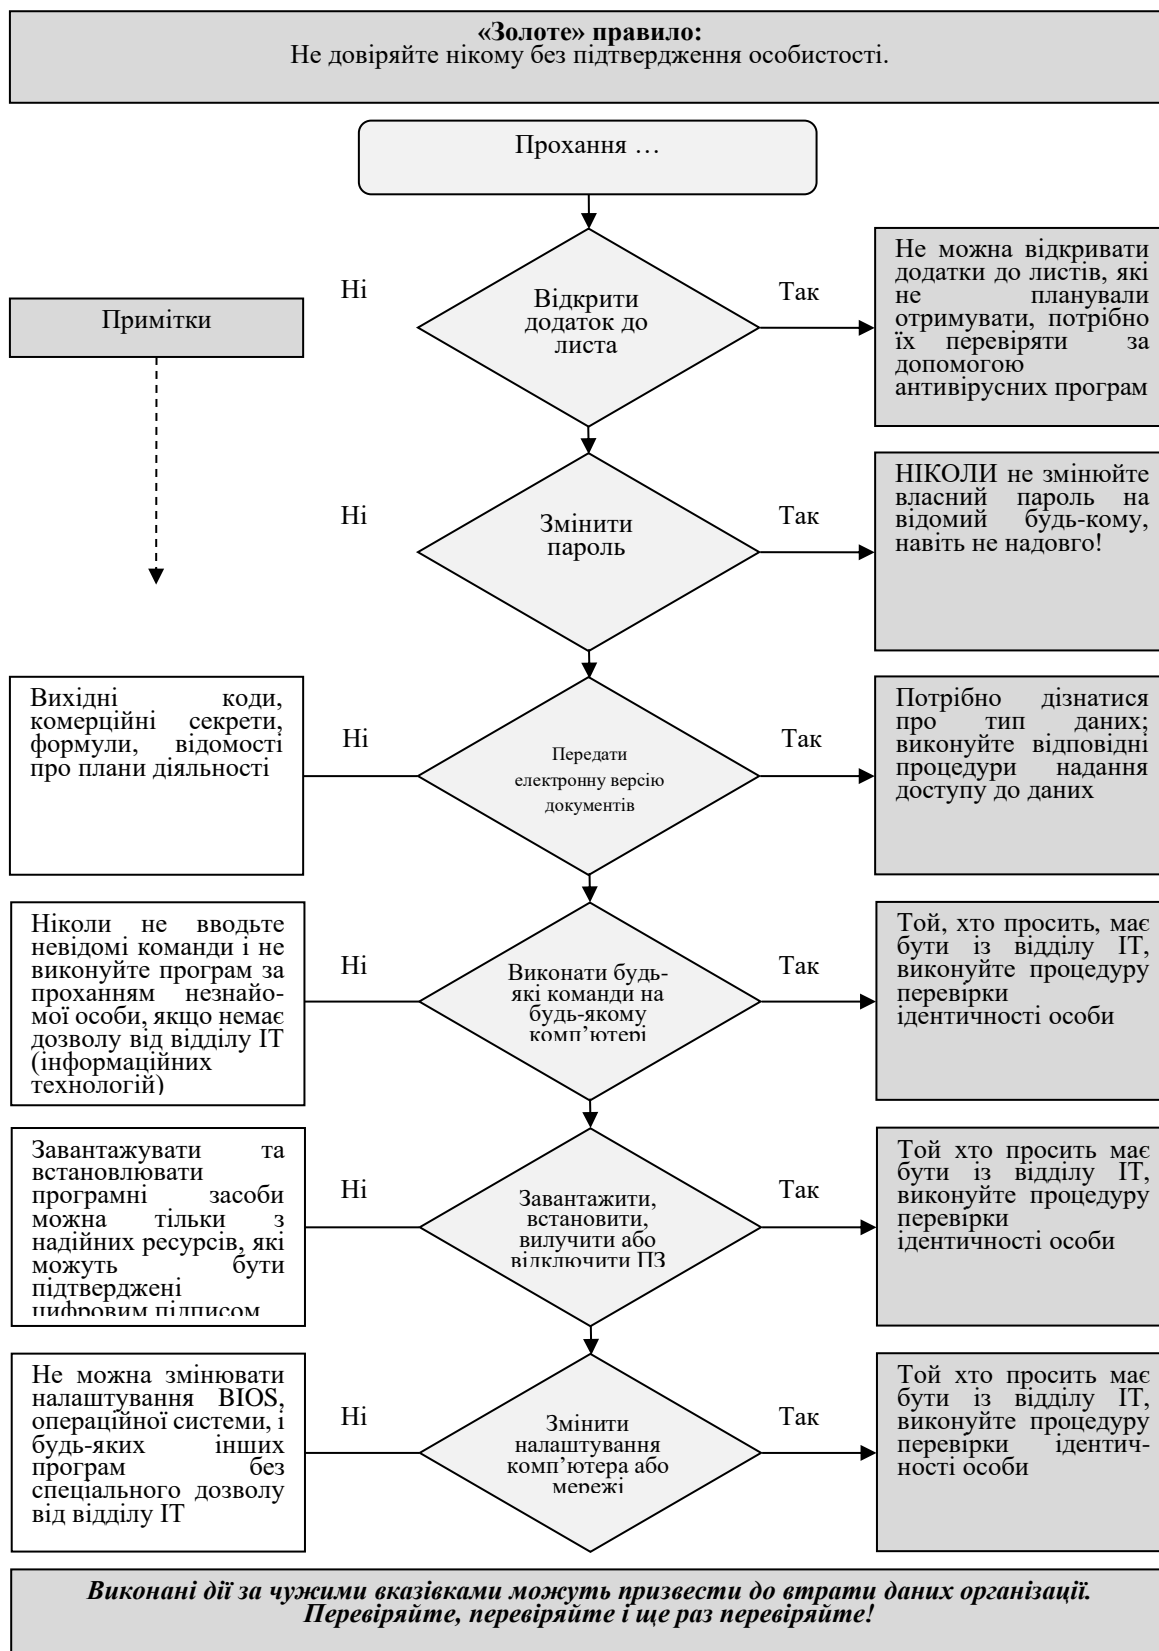 «Золоте» правило:
Не довіряйте нікому без підтвердження особистості.
Прохання …
Ні
Відкрити
додаток до
листа
Так
Не можна відкривати
додатки до листів, які
не планували
отримувати, потрібно
їх перевіряти за
допомогою
антивірусних програм
Примітки
Ні
Змінити
пароль
Так
НІКОЛИ не змінюйте
власний пароль на
відомий будь-кому,
навіть не надовго!
Вихідні коди,
комерційні секрети,
формули, відомості
про плани діяльності
Ні
Передати
електронну версію
документів
Так
Потрібно дізнатися
про тип даних;
виконуйте відповідні
процедури надання
доступу до даних
Ніколи не вводьте
невідомі команди і не
виконуйте програм за
проханням незнайо-
мої особи, якщо немає
дозволу від відділу ІТ
(інформаційних
технологій)
Ні
Виконати будь-
які команди на
будь-якому
комп’ютері
Так
Той, хто просить, має
бути із відділу ІТ,
виконуйте процедуру
перевірки
ідентичності особи
Завантажувати та
встановлювати
програмні засоби
можна тільки з
надійних ресурсів, які
можуть бути
підтверджені
цифровим підписом
Ні
Завантажити,
встановити,
вилучити або
відключити ПЗ
Так
Той хто просить має
бути із відділу ІТ,
виконуйте процедуру
перевірки
ідентичності особи
Не можна змінювати
налаштування BIOS,
операційної системи, і
будь-яких інших
програм без
спеціального дозволу
від відділу ІТ
Ні
Змінити
налаштування
комп’ютера або
мережі
Так
Той хто просить має
бути із відділу ІТ,
виконуйте процедуру
перевірки ідентич-
ності особи
Виконані дії за чужими вказівками можуть призвести до втрати даних організації.
Перевіряйте, перевіряйте і ще раз перевіряйте!